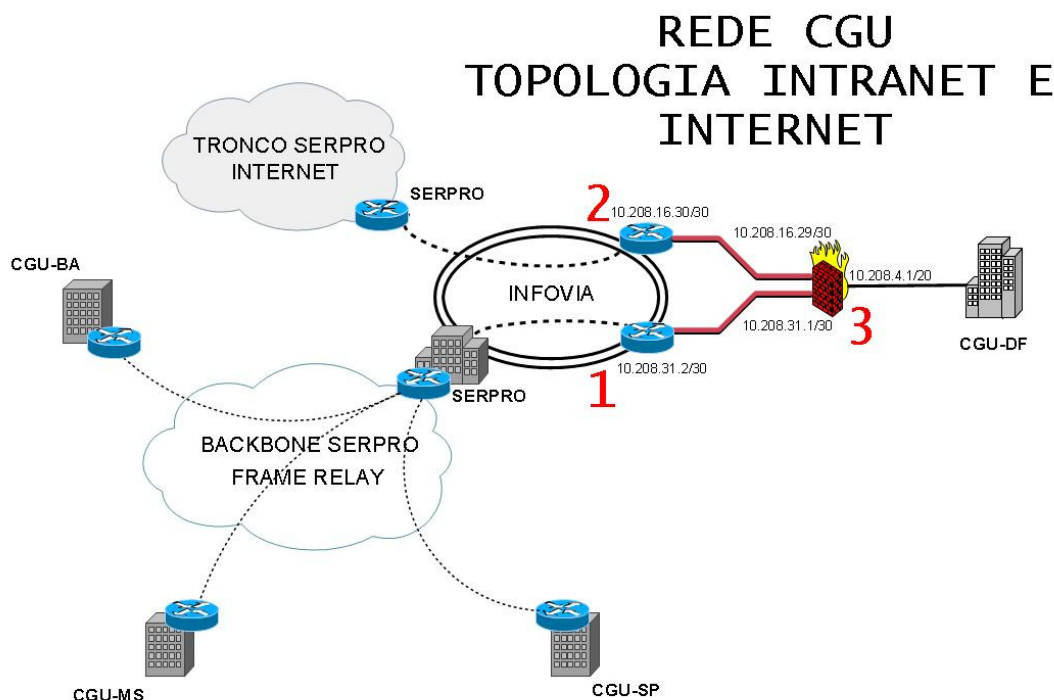 REDE CGU
TOPOLOGIA INTRANET E
INTERNET
TRONCO SERPRO
INTERNET
SERPRO
2
10.208.16.30/30
10.208.16.29/30
CGU-BA
INFOVIA
10.208.4.1/20
10.208.31.1/30
3
CGU-DF
10.208.31.2/30
1
SERPRO
BACKBONE SERPRO
FRAME RELAY
CGU-MS
CGU-SP